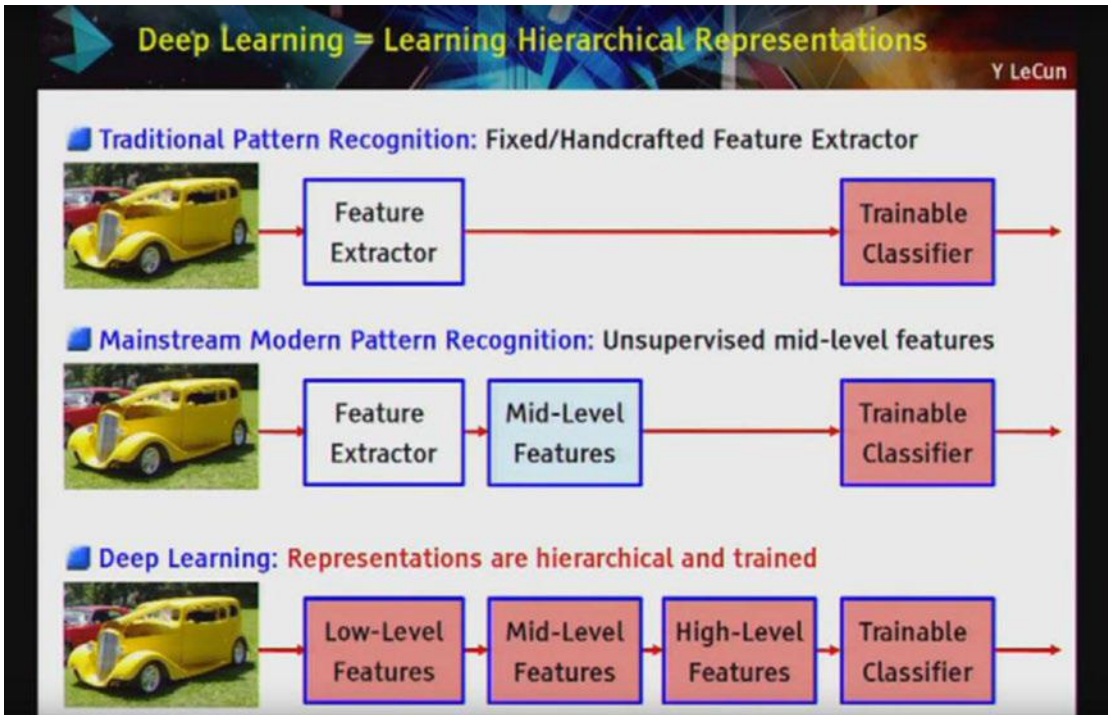 Deep Learning = Learning Hierarchical Representations
Y LeCun
Traditional Pattern Recognition: Fixed/Handcrafted Feature Extractor
Feature
Extractor
Trainable
Classifier
Mainstream Modern Pattern Recognition: Unsupervised mid-level features
Feature
Extractor
Mid-Level
Features
Trainable
Classifier
Deep Learning: Representations are hierarchical and trained
Low-Level
Features
Mid-Level
Features
High-Level
Features
Trainable
Classifier